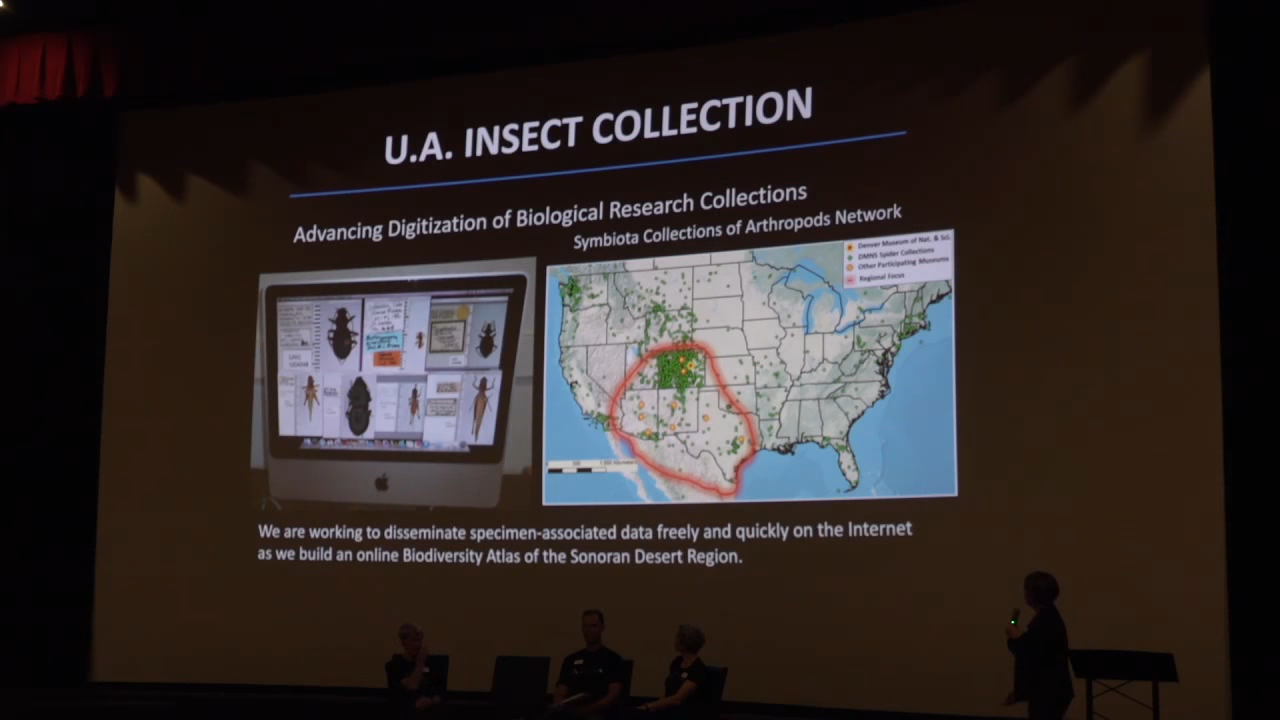 U.A. INSECT COLLECTION
Advancing Digitization of Biological Research Collections
Symbiota Collections of Arthropods Network
Denver Museum of Nat. & Sci.
DMNS Spider Collections
Other Participating Museums
Regional Focus
We are working to disseminate specimen-associated data freely and quickly on the Internet
as we build an online Biodiversity Atlas of the Sonoran Desert Region.